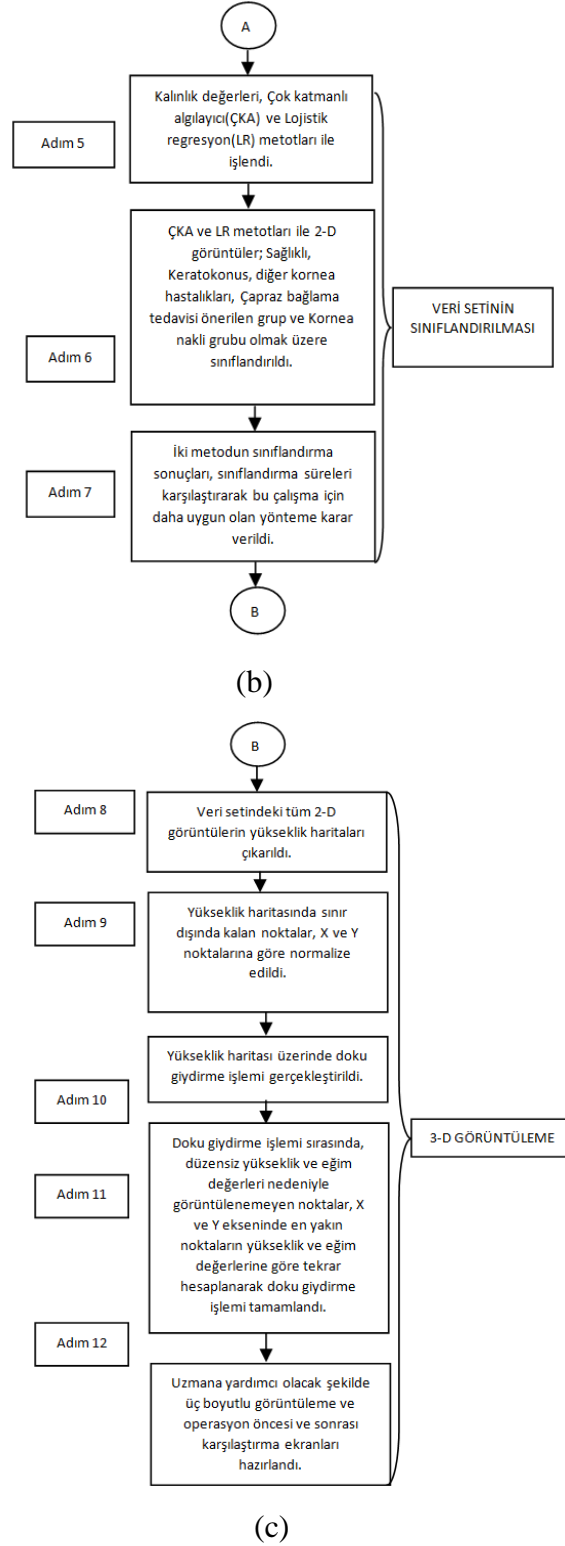 A
Kalınlık değerleri, Çok katmanlı
algılayıcı(ÇKA) ve Lojistik
regresyon(LR) metotları ile
işlendi.
Adım 5
ÇKA ve LR metotları ile 2-D
görüntüler; Sağlıklı,
Keratokonus, diğer kornea
hastalıkları, Çapraz bağlama
tedavisi önerilen grup ve Kornea
nakli grubu olmak üzere
sınıflandırıldı.
Adım 6
VERİ SETİNİN
SINIFLANDIRILMASI
İki metodun sınıflandırma
sonuçları, sınıflandırma süreleri
karşılaştırarak bu çalışma için
daha uygun olan yönteme karar
verildi.
Adım 7
B
(b)
B
Adım 8
Veri setindeki tüm 2-D
görüntülerin yükseklik haritaları
çıkarıldı.
Adım 9
Yükseklik haritasında sınır
dışında kalan noktalar, X ve Y
noktalarına göre normalize
edildi.
Yükseklik haritası üzerinde doku
giydirme işlemi gerçekleştirildi.
Adım 10
Doku giydirme işlemi sırasında,
düzensiz yükseklik ve eğim
değerleri nedeniyle
görüntülenemeyen noktalar, X
ve Y ekseninde en yakın
noktaların yükseklik ve eğim
değerlerine göre tekrar
hesaplanarak doku giydirme
işlemi tamamlandı.
Adım 11
3-D GÖRÜNTÜLEME
Adım 12
Uzmana yardımcı olacak şekilde
üç boyutlu görüntüleme ve
operasyon öncesi ve sonrası
karşılaştırma ekranları
hazırlandı.
(c)